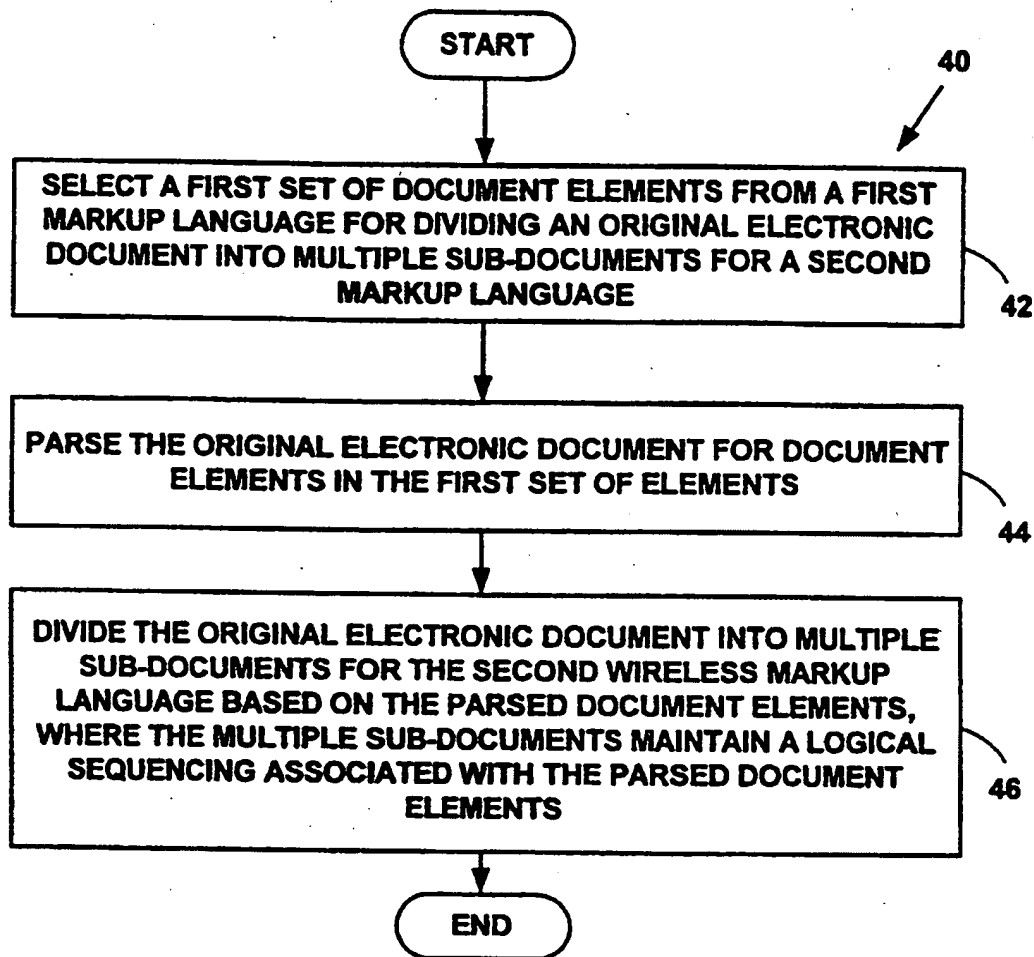 START
40
SELECT A FIRST SET OF DOCUMENT ELEMENTS FROM A FIRST
MARKUP LANGUAGE FOR DIVIDING AN ORIGINAL ELECTRONIC
DOCUMENT INTO MULTIPLE SUB-DOCUMENTS FOR A SECOND
MARKUP LANGUAGE
42
PARSE THE ORIGINAL ELECTRONIC DOCUMENT FOR DOCUMENT
ELEMENTS IN THE FIRST SET OF ELEMENTS
44
DIVIDE THE ORIGINAL ELECTRONIC DOCUMENT INTO MULTIPLE
SUB-DOCUMENTS FOR THE SECOND WIRELESS MARKUP
LANGUAGE BASED ON THE PARSED DOCUMENT ELEMENTS,
WHERE THE MULTIPLE SUB-DOCUMENTS MAINTAIN A LOGICAL
SEQUENCING ASSOCIATED WITH THE PARSED DOCUMENT
ELEMENTS
46
END